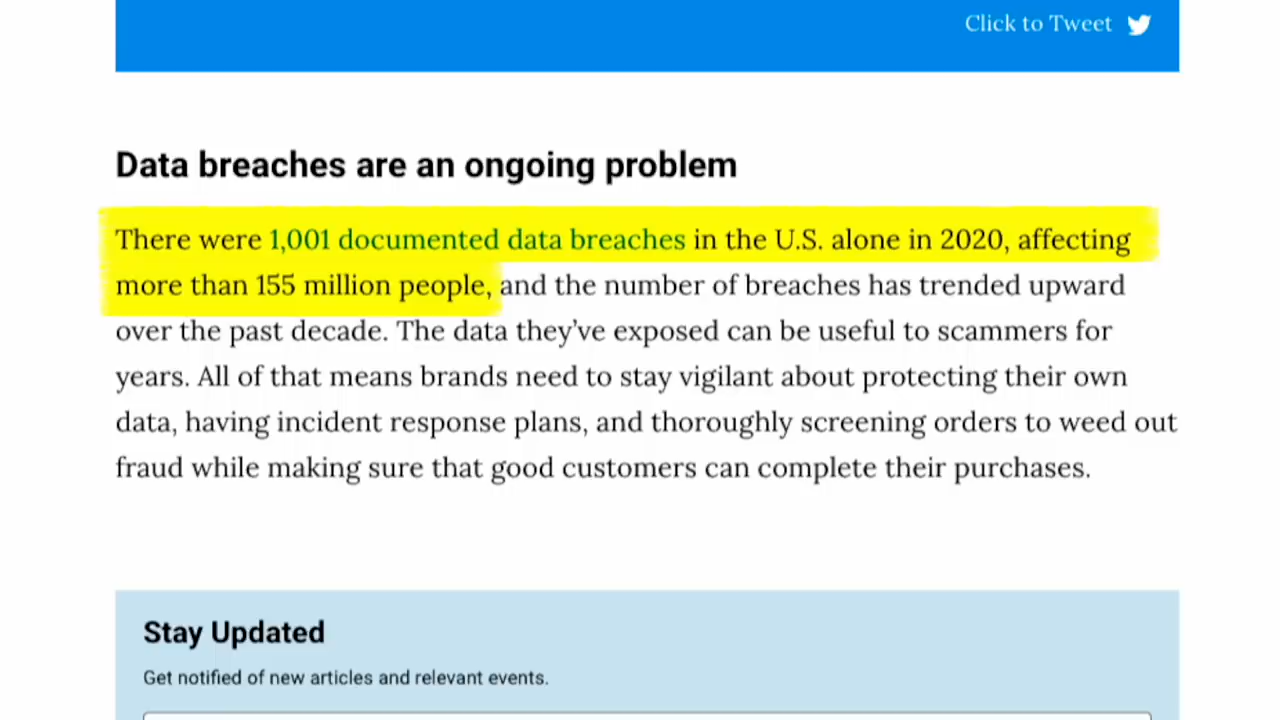 Click to Tweet
Data breaches are an ongoing problem
There were 1,001 documented data breaches in the U.S. alone in 2020, affecting
more than 155 million people, and the number of breaches has trended upward
over the past decade. The data they’ve exposed can be useful to scammers for
years. All of that means brands need to stay vigilant about protecting their own
data, having incident response plans, and thoroughly screening orders to weed out
fraud while making sure that good customers can complete their purchases.
Stay Updated
Get notified of new articles and relevant events.